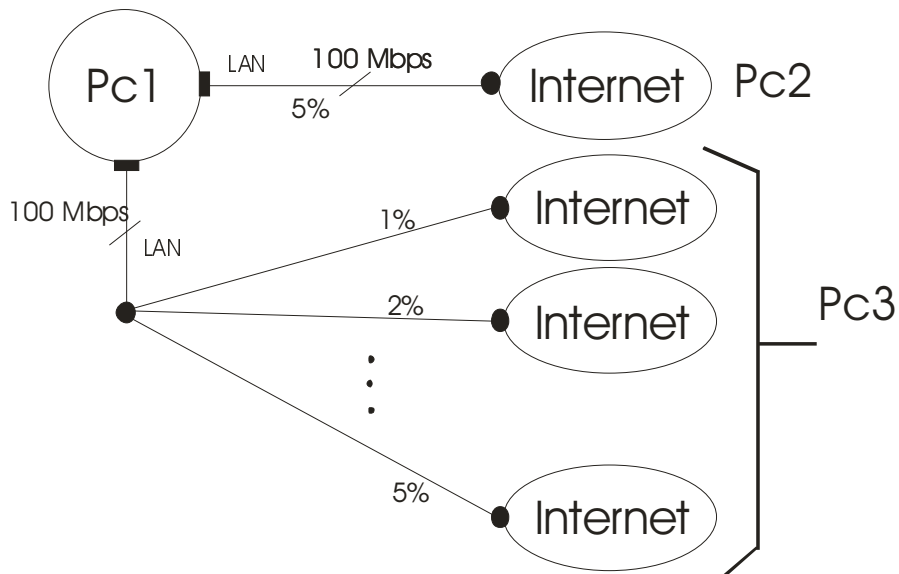 Pc1
LAN
100 Mbps
5%
Internet
Pc2
100 Mbps
LAN
1%
Internet
2%
Internet
Pc3
5%
Internet